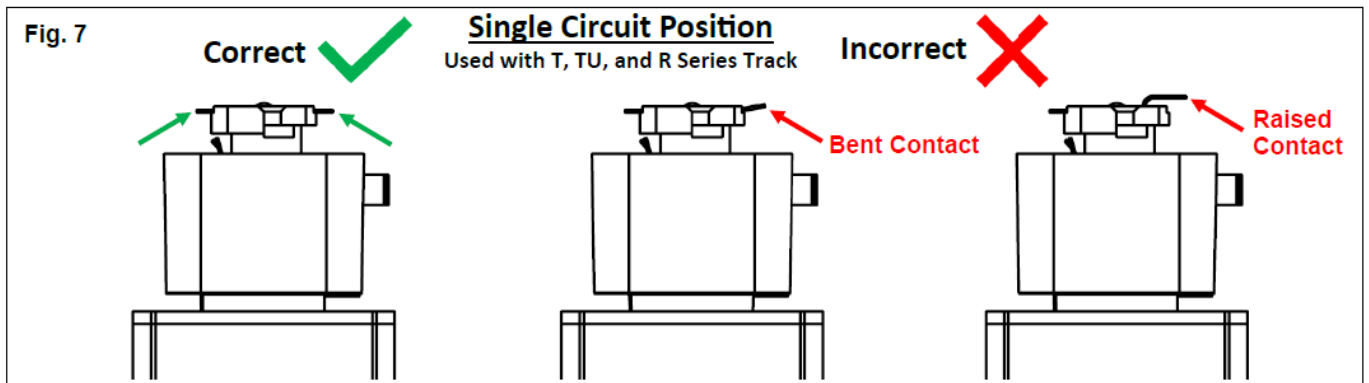 Fig. 7
Single Circuit Position
Used with T, TU, and R Series Track
Correct
Incorrect
Bent Contact
Raised
Contact